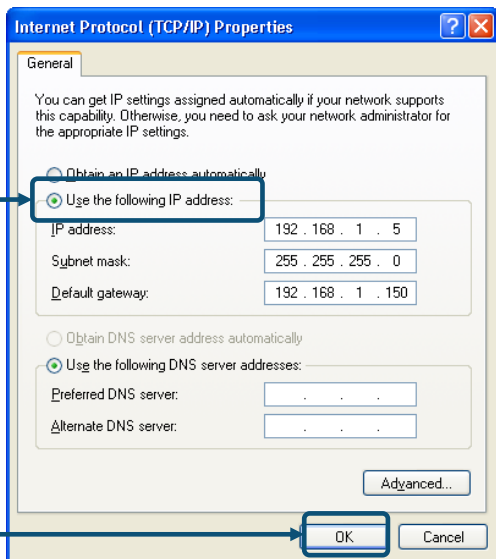 Internet Protocol (TCP/IP) Properties
General
You can get IP settings assigned automatically if your network supports
this capability. Otherwise, you need to ask your network administrator for
the appropriate IP settings.
Obtain an IP address automatically
Use the following IP address:
IP address: 192 . 168 . 1 . 5
Subnet mask: 255 . 255 . 255 . 0
Default gateway: 192 . 168 . 1 . 150
Obtain DNS server address automatically
Use the following DNS server addresses:
Preferred DNS server: . . .
Alternate DNS server: . . .
Advanced...
OK Cancel